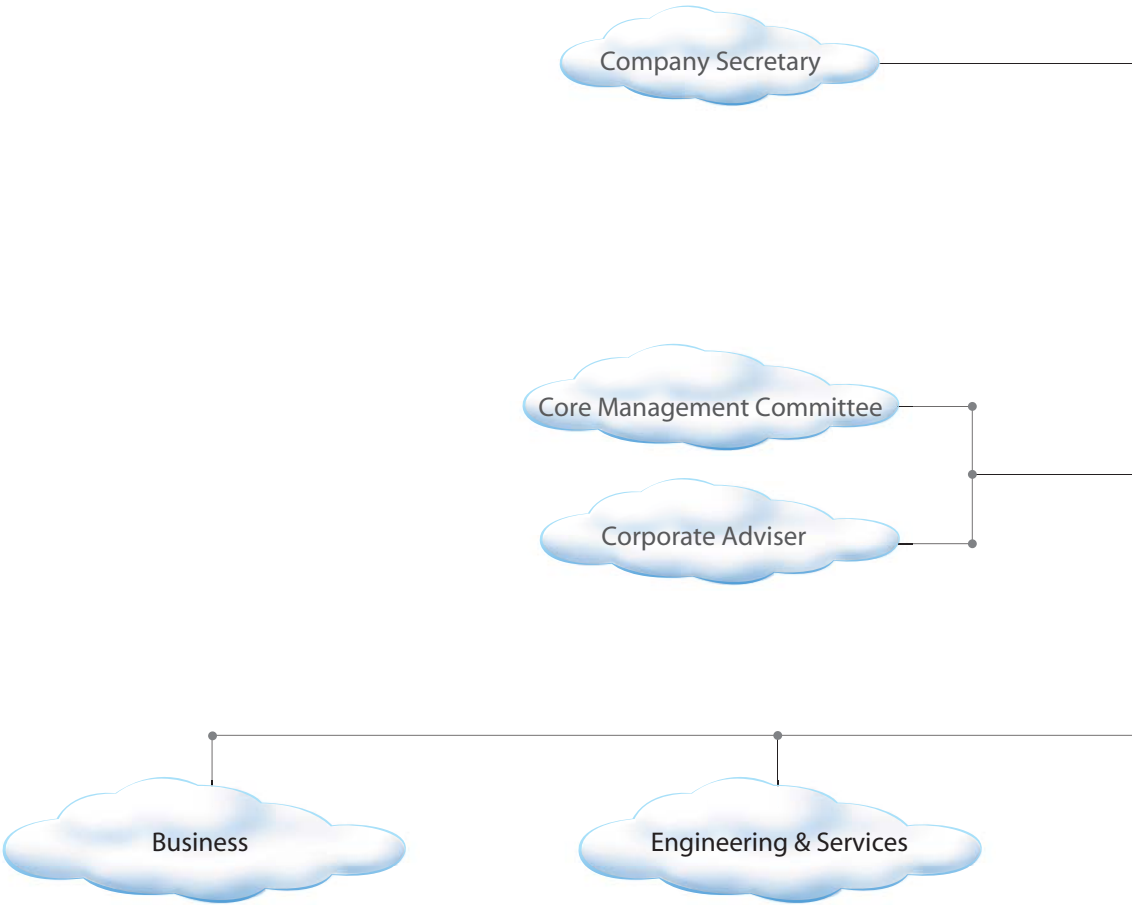 Company Secretary
Core Management Committee
Corporate Adviser
Business
Engineering & Services